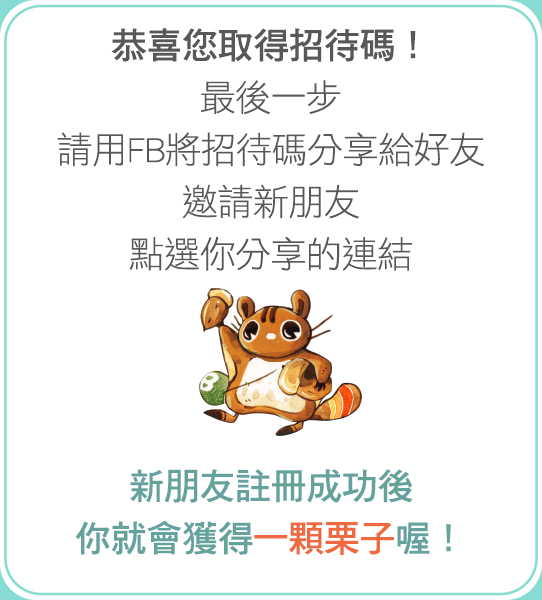 恭喜您取得招待碼！
最後一步
請用FB將招待碼分享給好友
邀請新朋友
點選你分享的連結
新朋友註冊成功後
你就會獲得一顆栗子喔！